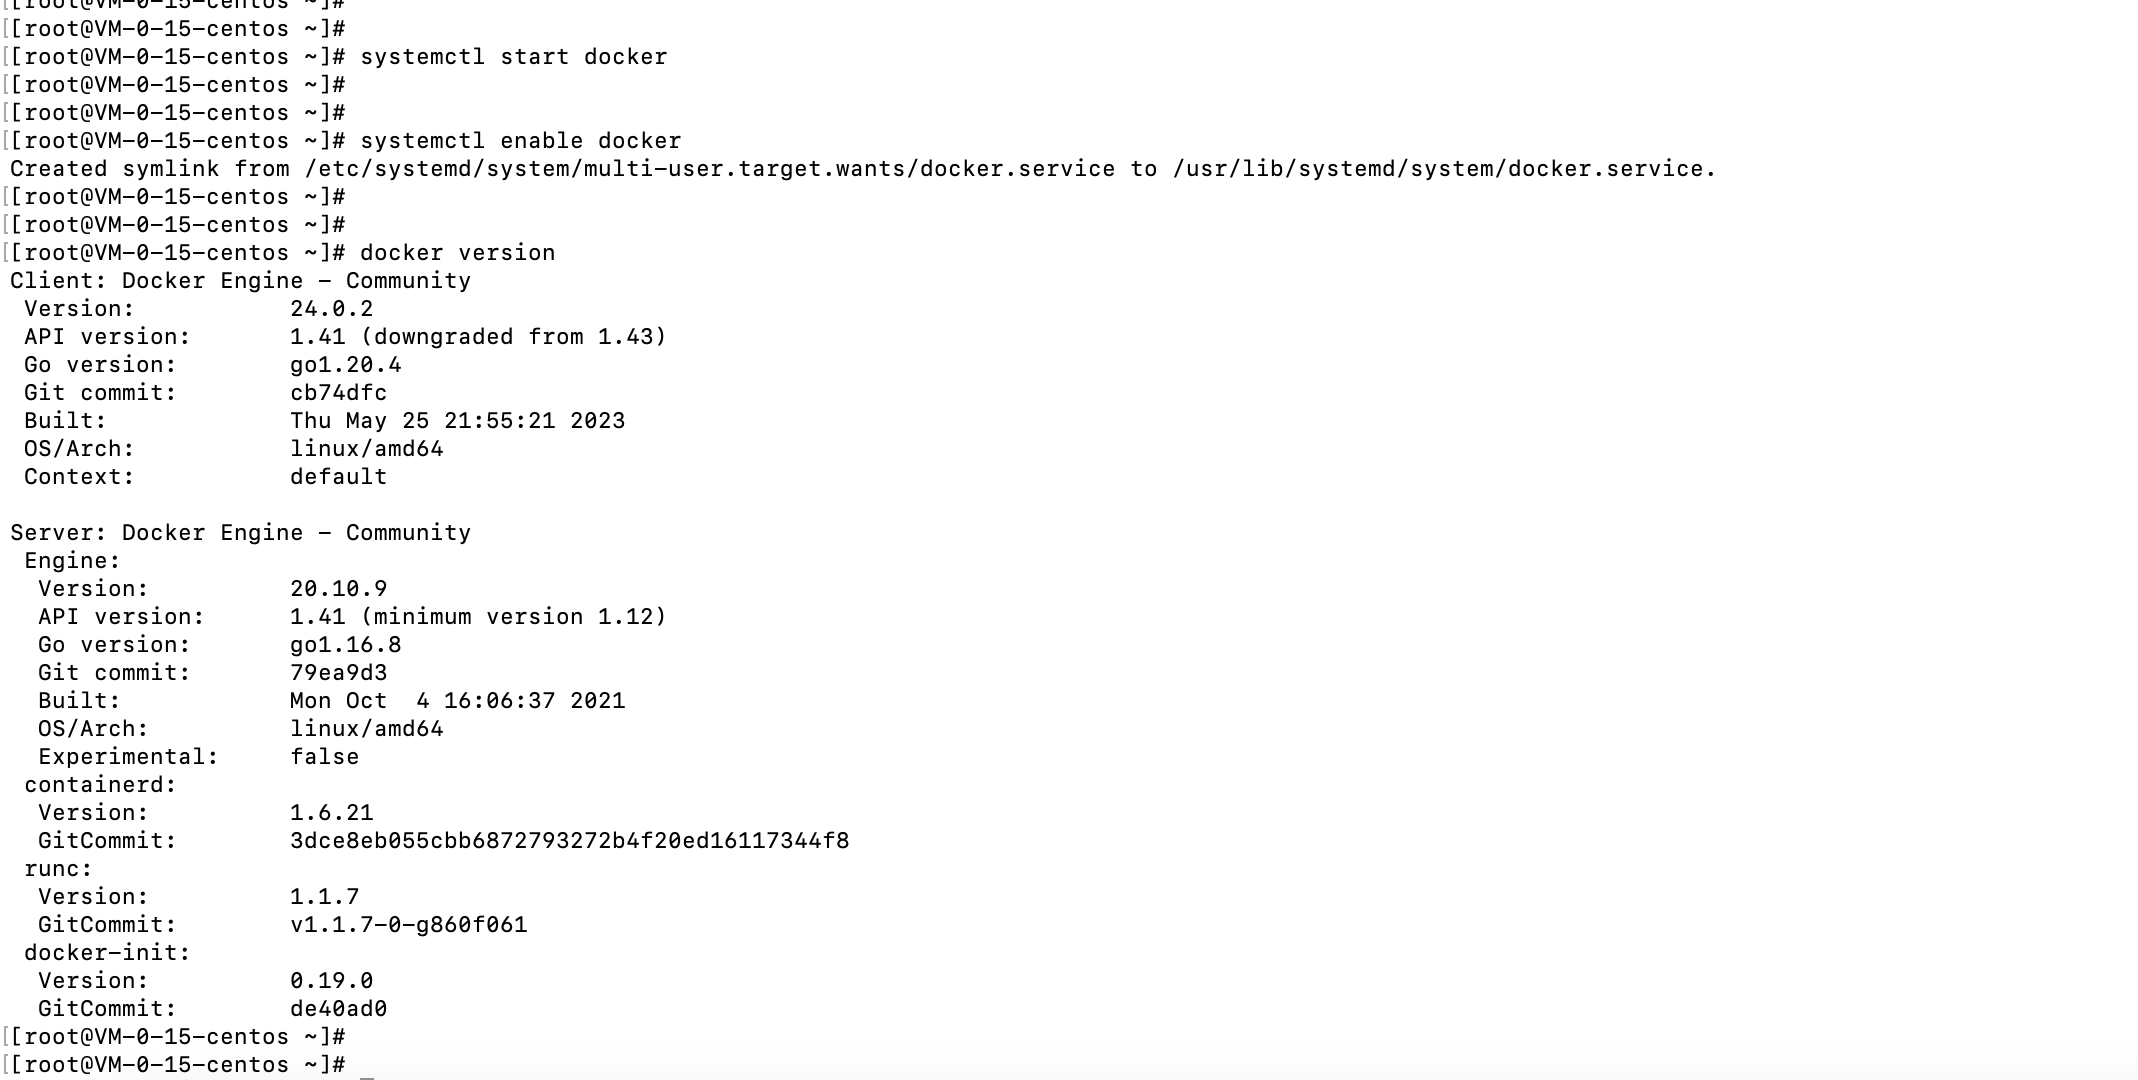 [[root@VM-0-15-centos ~]#
[[root@VM-0-15-centos ~]#
[[root@VM-0-15-centos ~]# systemctl start docker
[[root@VM-0-15-centos ~]#
[[root@VM-0-15-centos ~]#
[[root@VM-0-15-centos ~]# systemctl enable docker
Created symlink from /etc/systemd/system/multi-user.target.wants/docker.service to /usr/lib/systemd/system/docker.service.
[[root@VM-0-15-centos ~]#
[[root@VM-0-15-centos ~]#
[[root@VM-0-15-centos ~]# docker version
Client: Docker Engine - Community
 Version:           24.0.2
 API version:       1.41 (downgraded from 1.43)
 Go version:        go1.20.4
 Git commit:        cb74dfc
 Built:             Thu May 25 21:55:21 2023
 OS/Arch:           linux/amd64
 Context:           default

Server: Docker Engine - Community
 Engine:
  Version:          20.10.9
  API version:      1.41 (minimum version 1.12)
  Go version:       go1.16.8
  Git commit:       79ea9d3
  Built:            Mon Oct  4 16:06:37 2021
  OS/Arch:          linux/amd64
  Experimental:     false
 containerd:
  Version:          1.6.21
  GitCommit:        3dce8eb055cbb6872793272b4f20ed16117344f8
 runc:
  Version:          1.1.7
  GitCommit:        v1.1.7-0-g860f061
 docker-init:
  Version:          0.19.0
  GitCommit:        de40ad0
[[root@VM-0-15-centos ~]#
[[root@VM-0-15-centos ~]#